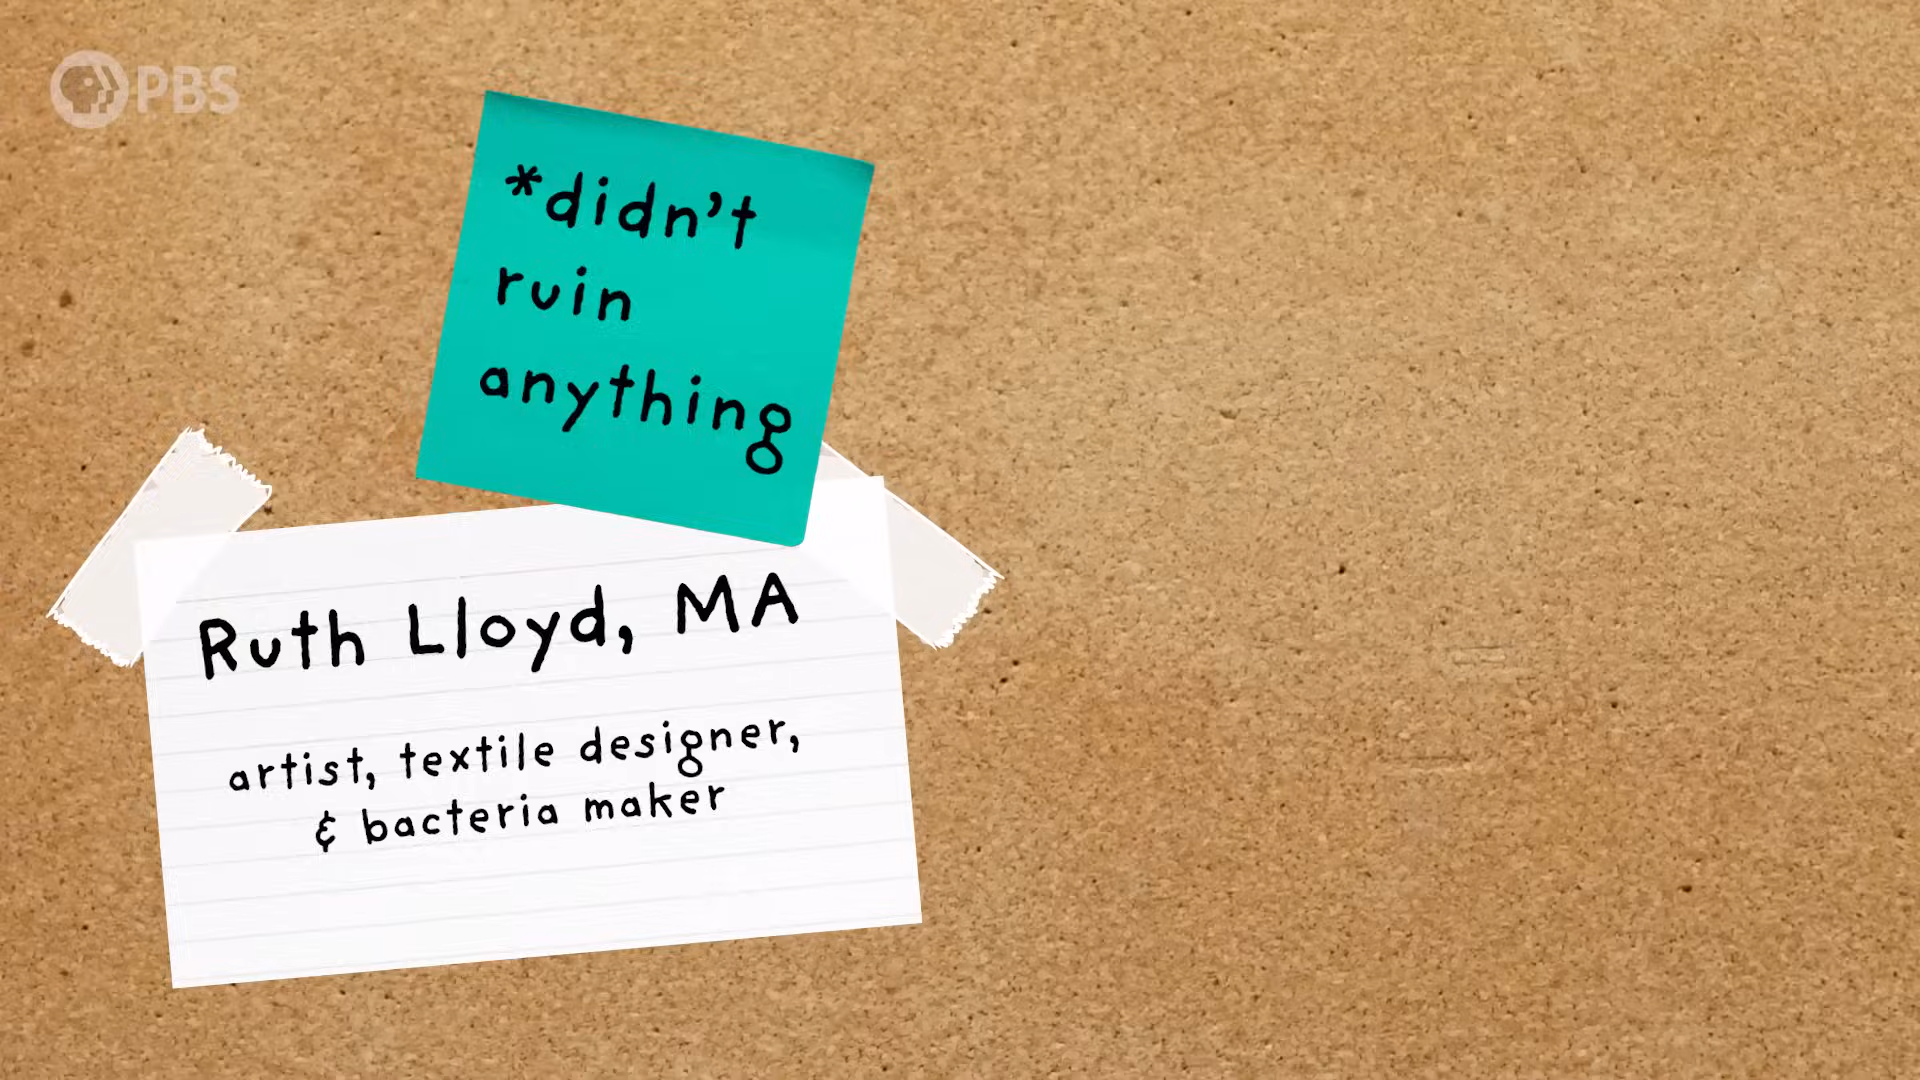 PBS
*didn't
ruin
anything
Ruth Lloyd, MA
artist, textile designer,
& bacteria maker